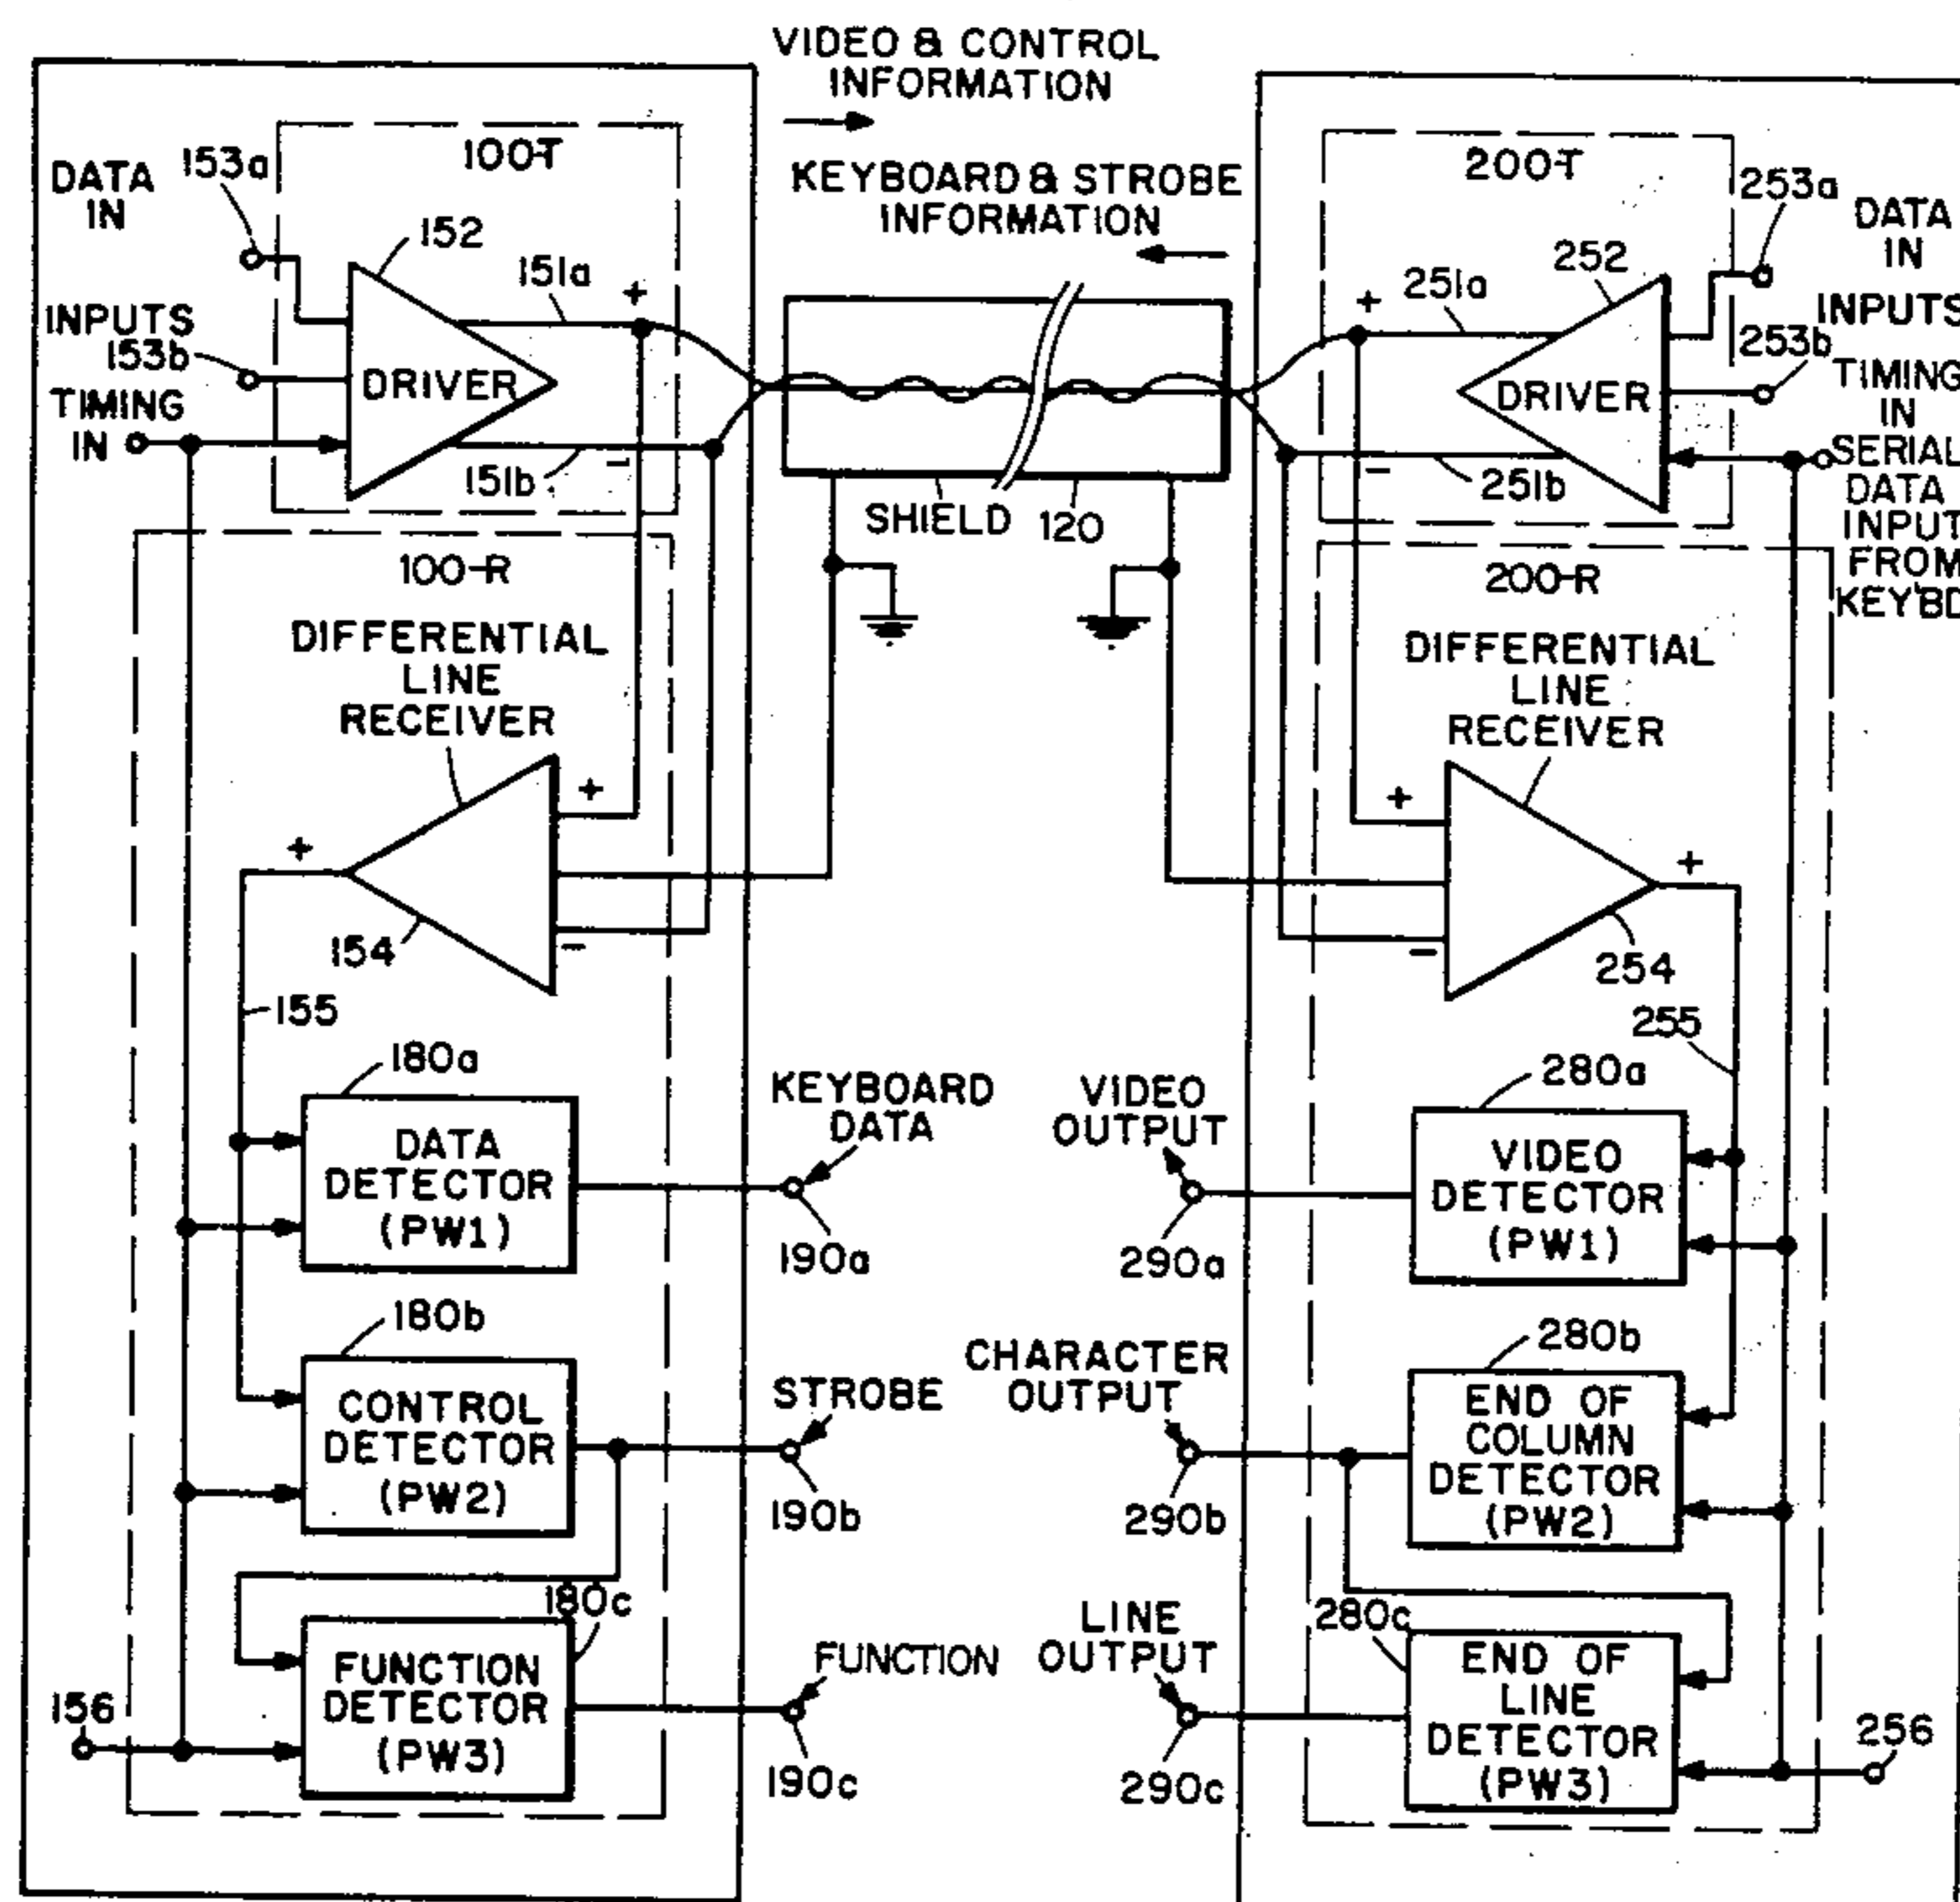 VIDEO & CONTROL
INFORMATION
KEYBOARD & STROBE
INFORMATION
DATA
IN
153a
100-T
152
151a
+
INPUTS
153b
TIMING
IN
DRIVER
151b
-
200-T
253a
DATA
IN
252
251a
+
INPUTS
253b
TIMING
IN
DRIVER
SERIAL
DATA
INPUT
FROM
KEYBD
251b
-
SHIELD
120
100-R
DIFFERENTIAL
LINE
RECEIVER
+
+
-
154
155
200-R
DIFFERENTIAL
LINE
RECEIVER
+
+
-
254
255
180a
DATA
DETECTOR
(PW1)
KEYBOARD
DATA
190a
VIDEO
OUTPUT
290a
280a
VIDEO
DETECTOR
(PW1)
180b
CONTROL
DETECTOR
(PW2)
STROBE
190b
CHARACTER
OUTPUT
290b
280b
END OF
COLUMN
DETECTOR
(PW2)
180c
FUNCTION
DETECTOR
(PW3)
156
FUNCTION
190c
LINE
OUTPUT
290c
280c
END OF
LINE
DETECTOR
(PW3)
256